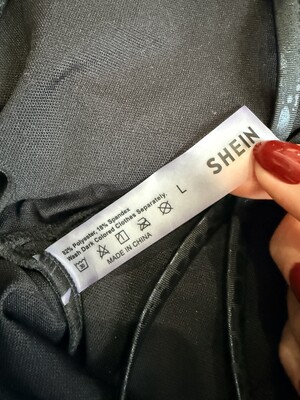 SHEIN
L
82% Polyester, 18% Spandex
Wash Dark Colored Clothes Separately.
MADE IN CHINA